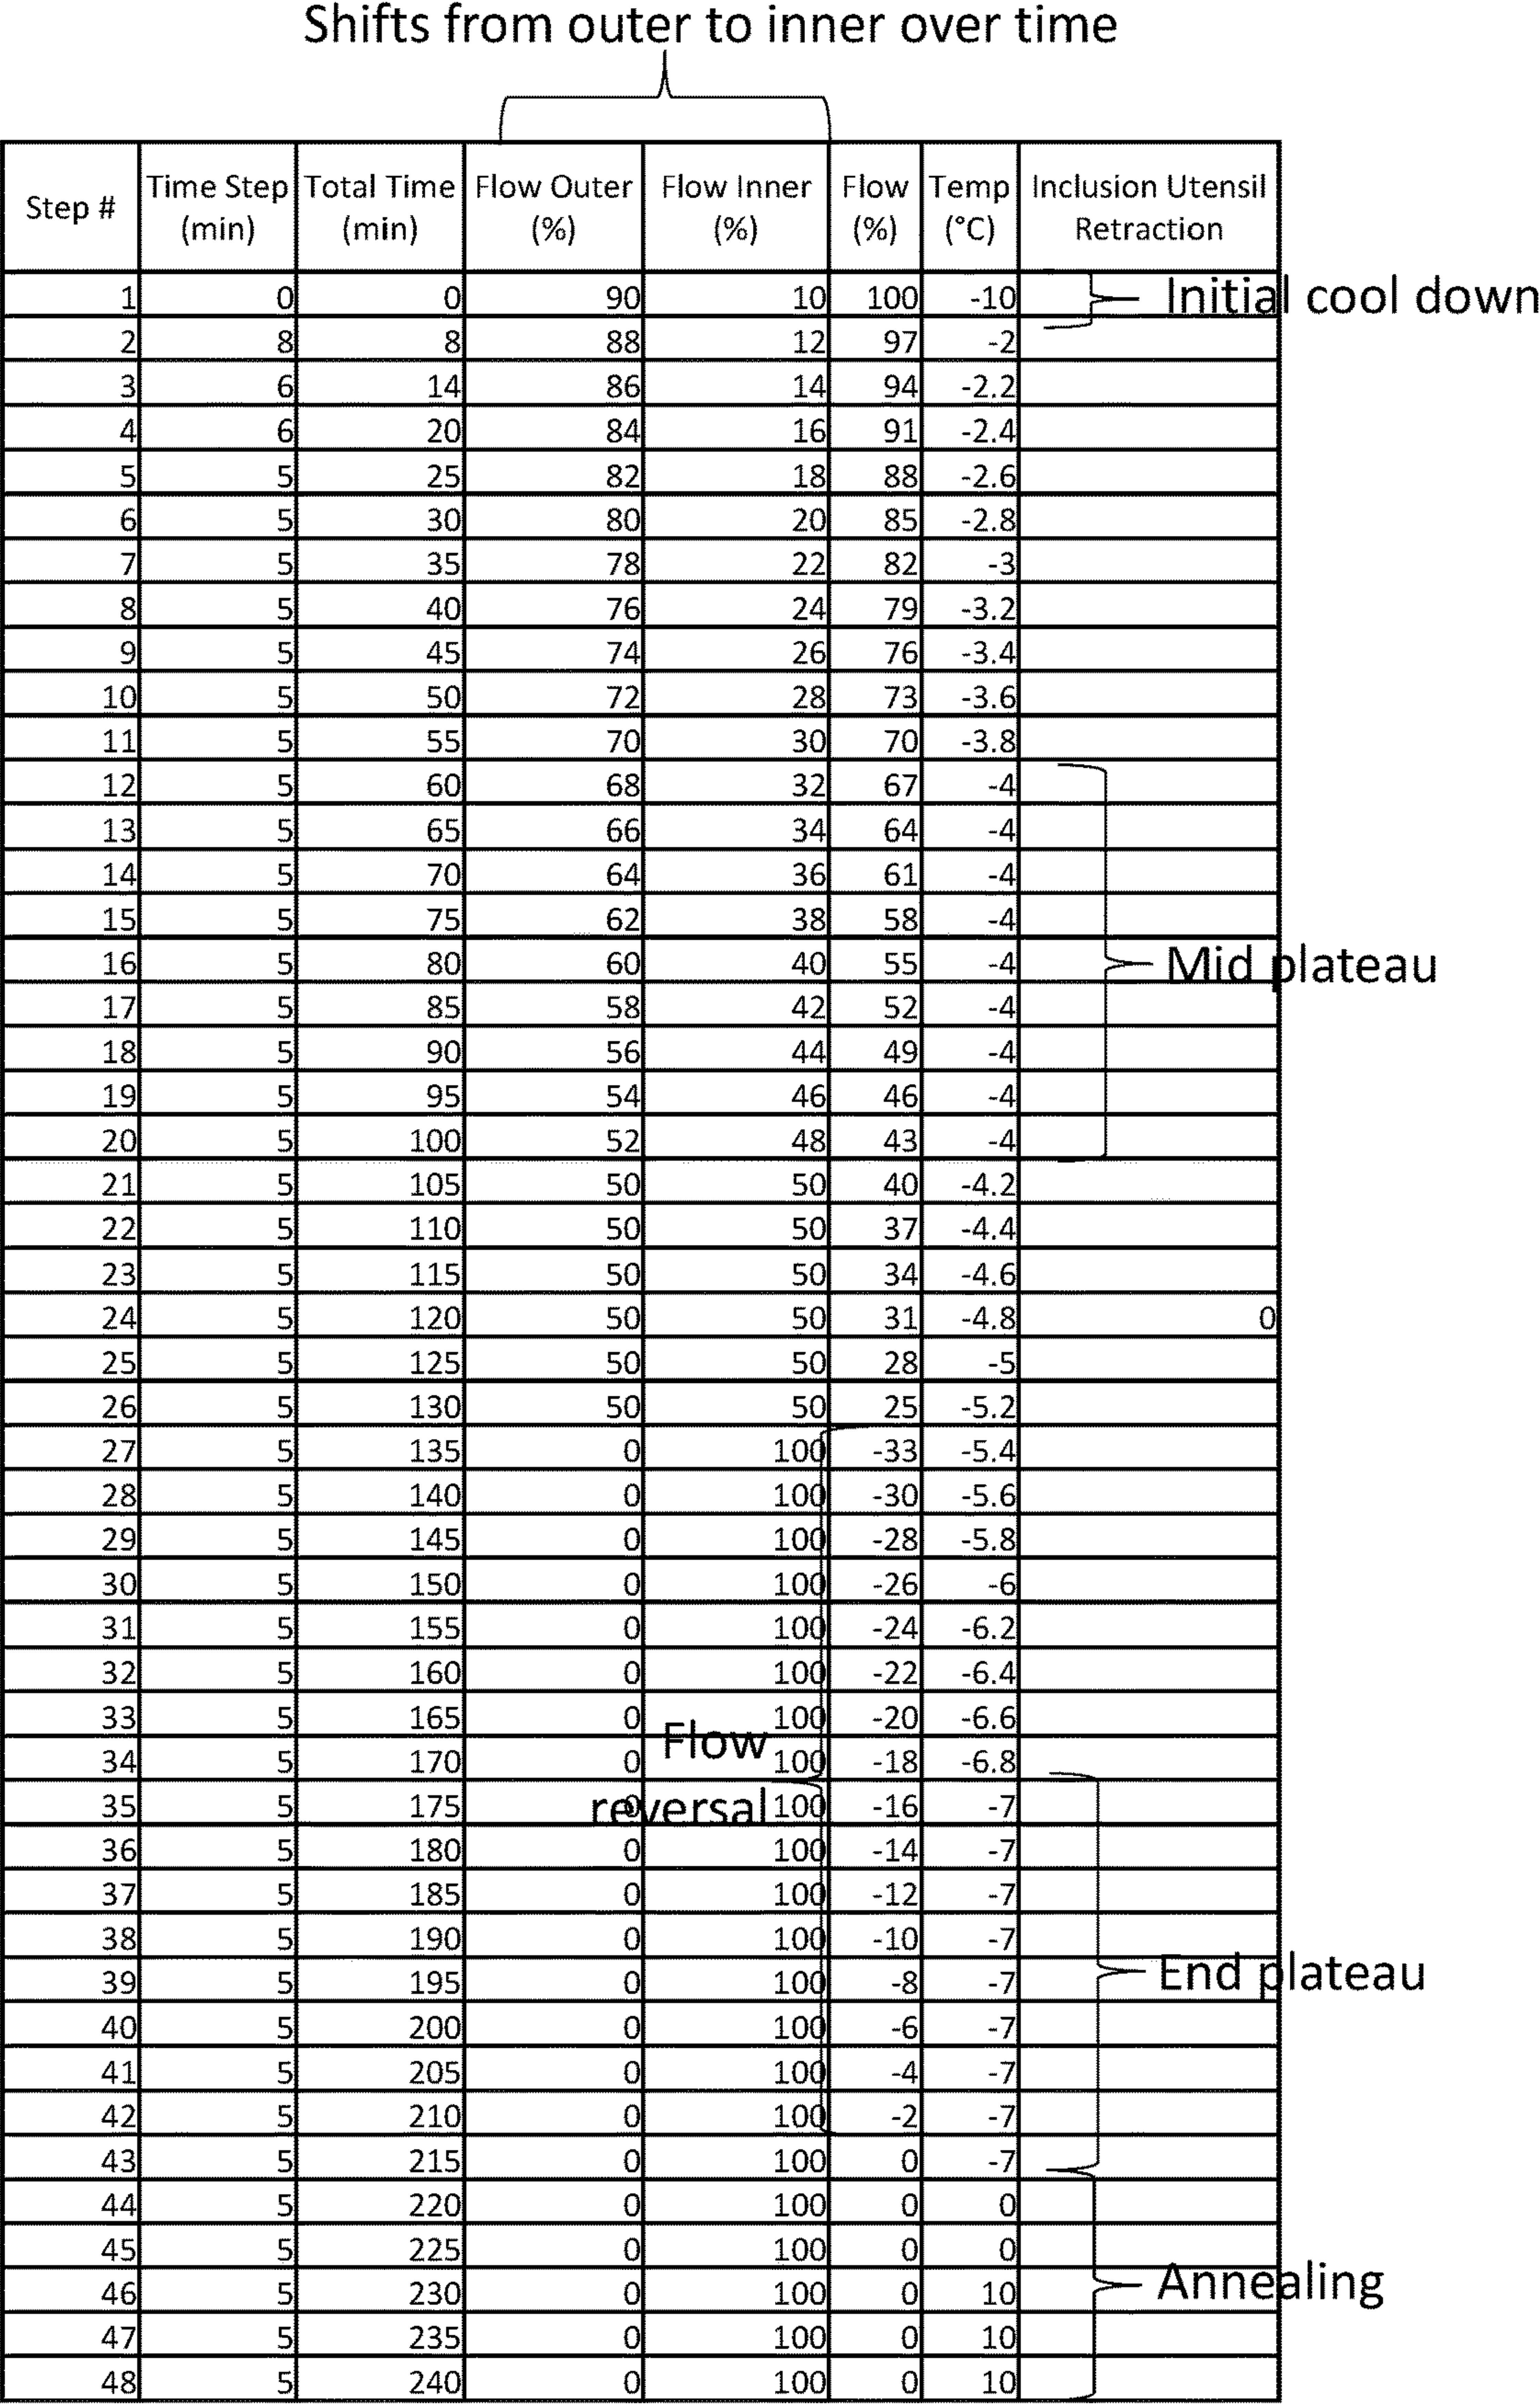 Shifts from outer to inner over time
Step # Time Step (min) Total Time (min) Flow Outer (%) Flow Inner (%) Flow (%) Temp (°C) Inclusion Utensil Retraction
1 0 0 90 10 100 -10 Initial cool down
2 8 8 88 12 97 -2
3 6 14 86 14 94 -2.2
4 6 20 84 16 91 -2.4
5 5 25 82 18 88 -2.6
6 5 30 80 20 85 -2.8
7 5 35 78 22 82 -3
8 5 40 76 24 79 -3.2
9 5 45 74 26 76 -3.4
10 5 50 72 28 73 -3.6
11 5 55 70 30 70 -3.8
12 5 60 68 32 67 -4
13 5 65 66 34 64 -4
14 5 70 64 36 61 -4
15 5 75 62 38 58 -4
16 5 80 60 40 55 -4 Mid plateau
17 5 85 58 42 52 -4
18 5 90 56 44 49 -4
19 5 95 54 46 46 -4
20 5 100 52 48 43 -4
21 5 105 50 50 40 -4.2
22 5 110 50 50 37 -4.4
23 5 115 50 50 34 -4.6
24 5 120 50 50 31 -4.8 0
25 5 125 50 50 28 -5
26 5 130 50 50 25 -5.2
27 5 135 0 100 -33 -5.4
28 5 140 0 100 -30 -5.6
29 5 145 0 100 -28 -5.8
30 5 150 0 100 -26 -6
31 5 155 0 100 -24 -6.2
32 5 160 0 100 -22 -6.4
33 5 165 0 100 -20 -6.6
Flow
34 5 170 0 100 -18 -6.8
reversal
35 5 175 0 100 -16 -7
36 5 180 0 100 -14 -7
37 5 185 0 100 -12 -7
38 5 190 0 100 -10 -7
39 5 195 0 100 -8 -7 End plateau
40 5 200 0 100 -6 -7
41 5 205 0 100 -4 -7
42 5 210 0 100 -2 -7
43 5 215 0 100 0 -7
44 5 220 0 100 0 0
45 5 225 0 100 0 0
46 5 230 0 100 0 10 Annealing
47 5 235 0 100 0 10
48 5 240 0 100 0 10